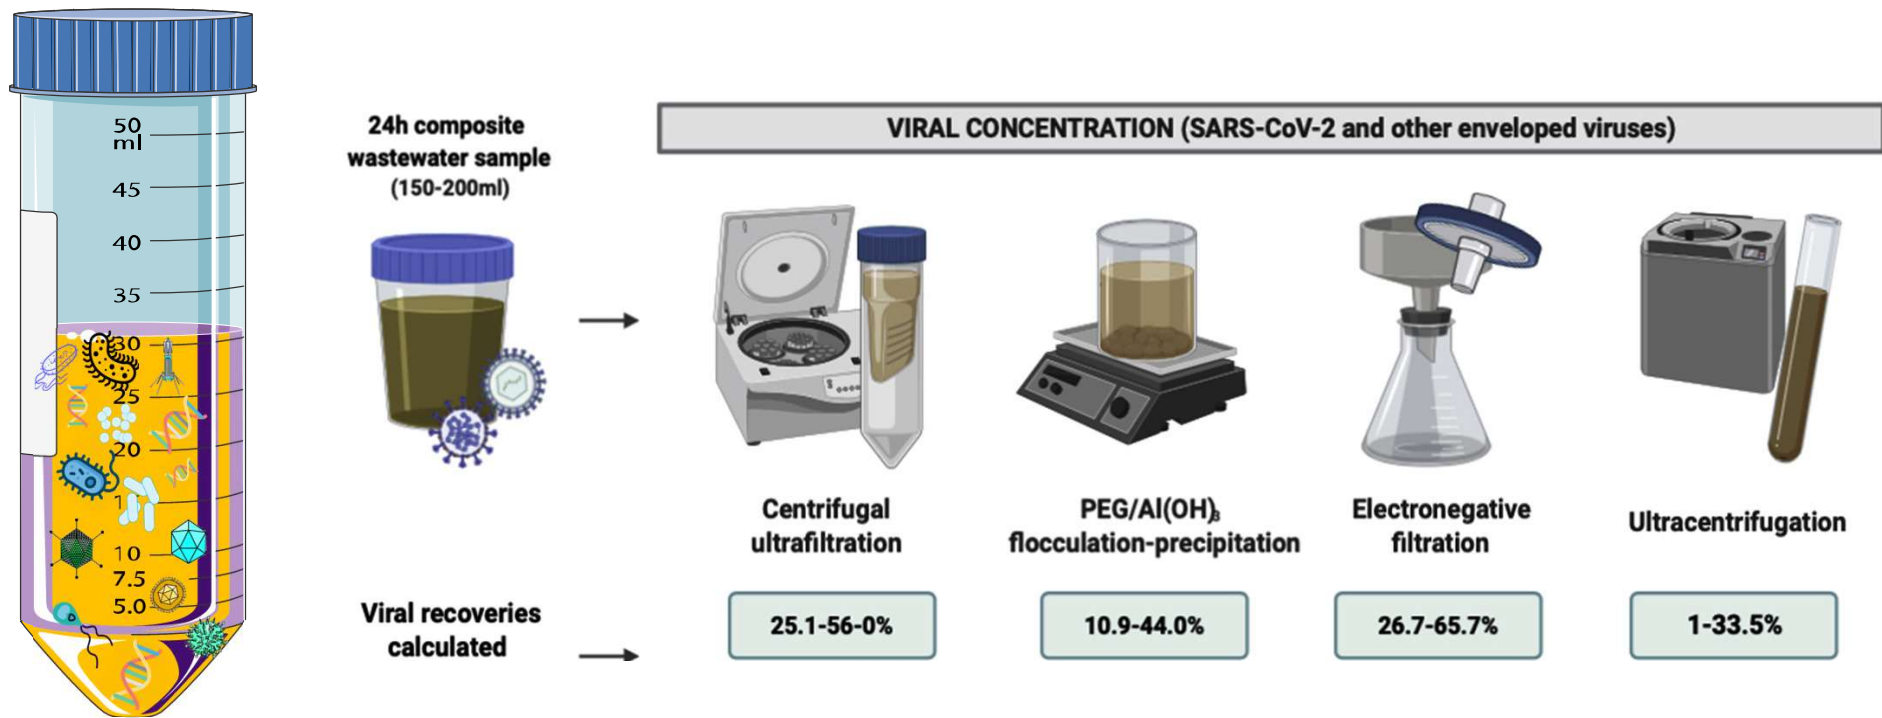 50
ml
45
40
35
30
25
20
1
10
7.5
5.0
24h composite
wastewater sample
(150-200ml)
VIRAL CONCENTRATION (SARS-CoV-2 and other enveloped viruses)
Centrifugal
ultrafiltration
PEG/Al(OH)3
flocculation-precipitation
Electronegative
filtration
Ultracentrifugation
Viral recoveries
calculated
25.1-56-0%
10.9-44.0%
26.7-65.7%
1-33.5%